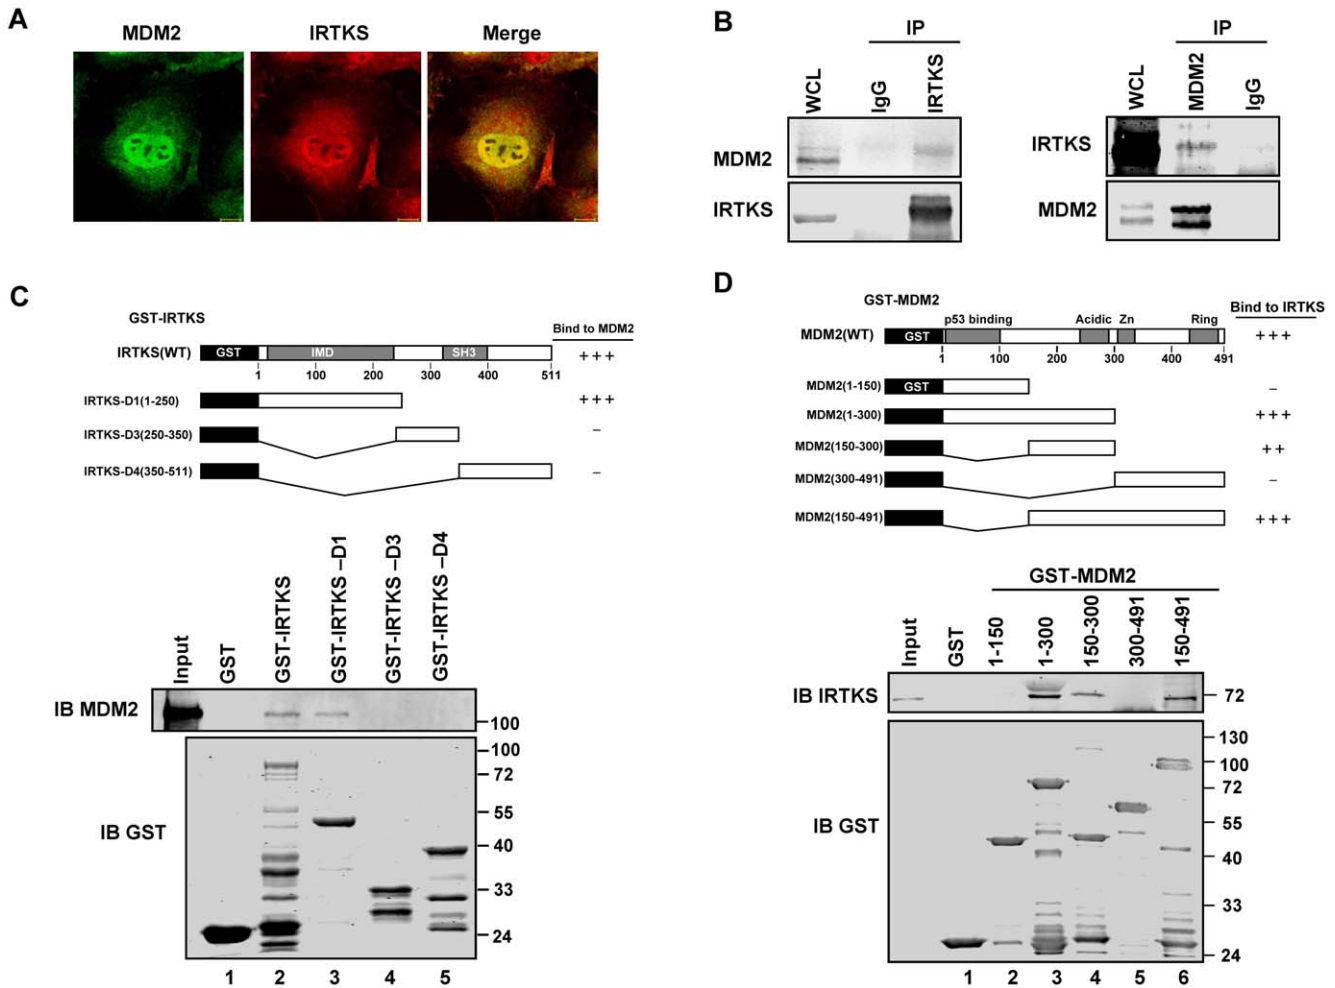 A
MDM2 IRTKS Merge
B
IP
WCL IgG IRTKS
MDM2
IRTKS
IP
WCL MDM2 IgG
IRTKS
MDM2
C
GST-IRTKS
Bind to MDM2
IRTKS(WT) GST IMD SH3 +++
1 100 200 300 400 511
IRTKS-D1(1-250) +++
IRTKS-D3(250-350) –
IRTKS-D4(350-511) –
Input GST GST-IRTKS GST-IRTKS –D1 GST-IRTKS –D3 GST-IRTKS –D4
IB MDM2
100
IB GST
100
72
55
40
33
24
1 2 3 4 5
D
GST-MDM2
Bind to IRTKS
p53 binding Acidic Zn Ring
MDM2(WT) GST +++
1 100 200 300 400 491
MDM2(1-150) GST –
MDM2(1-300) +++
MDM2(150-300) ++
MDM2(300-491) –
MDM2(150-491) +++
GST-MDM2
Input GST 1-150 1-300 150-300 300-491 150-491
IB IRTKS
72
IB GST
130
100
72
55
40
33
24
1 2 3 4 5 6